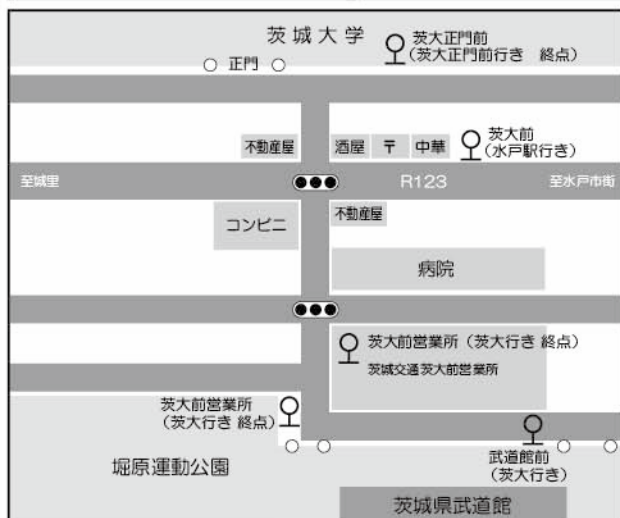 茨城大学
茨大正門前
(茨大正門前行き 終点)
正門
不動産屋
酒屋
〒
中華
茨大前
(水戸駅行き)
至城里
R123
至水戸市街
コンビニ
不動産屋
病院
茨大前営業所(茨大行き 終点)
茨城交通茨大前営業所
茨大前営業所
(茨大行き 終点)
堀原運動公園
武道館前
(茨大行き)
茨城県武道館